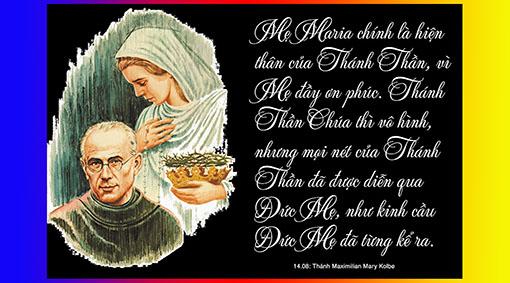 Mẹ Maria chính là hiện
thân của Thánh Thần, vì
Mẹ đầy ơn phúc. Thánh
Thần Chúa thì vô hình,
nhưng mọi nét của Thánh
Thần đã được diễn qua
Đức Mẹ, như kinh cầu
Đức Mẹ đã từng kể ra.
14.08: Thánh Maximilian Mary Kolbe